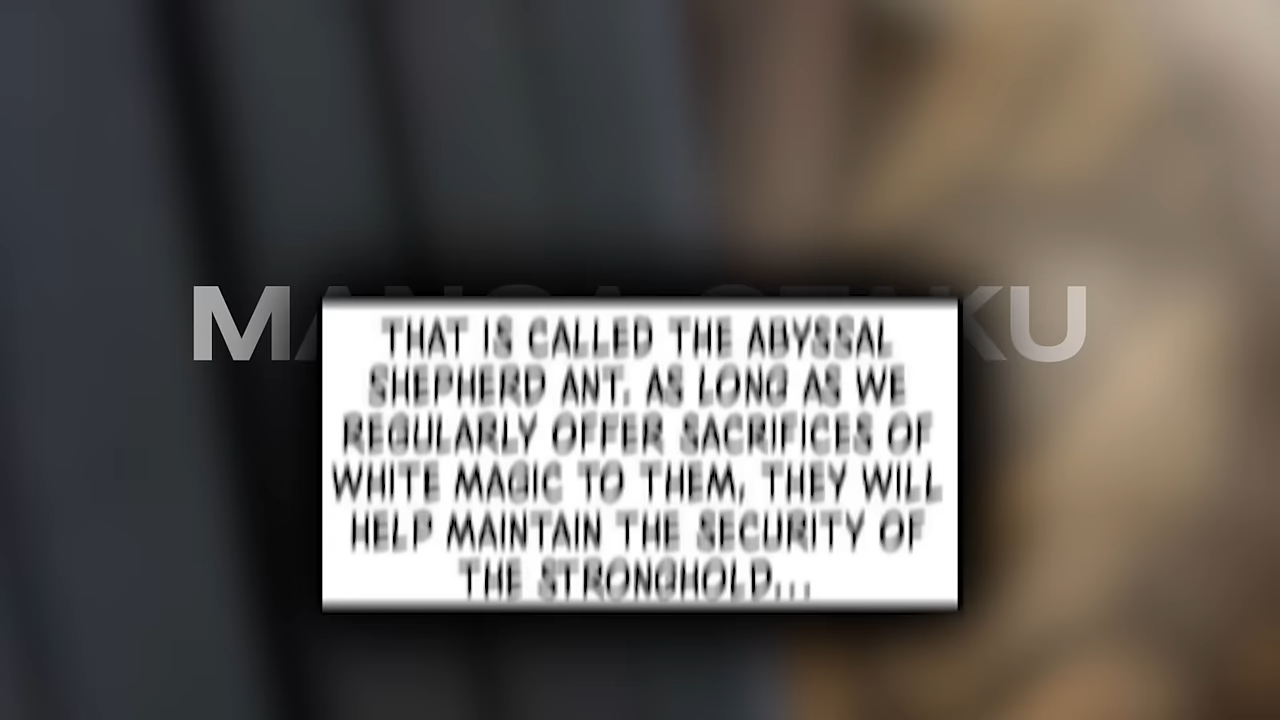 THAT IS CALLED THE ABYSSAL
SHEPHERD ANT. AS LONG AS WE
REGULARLY OFFER SACRIFICES OF
WHITE MAGIC TO THEM, THEY WILL
HELP MAINTAIN THE SECURITY OF
THE STRONGHOLD...